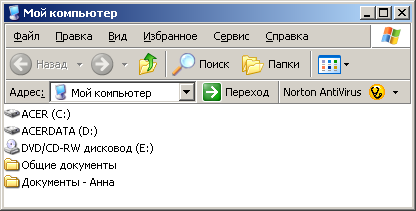 Мой компьютер
Файл Правка Вид Избранное Сервис Справка
Назад Поиск Папки
Адрес: Мой компьютер Переход Norton AntiVirus
ACER (C:)
ACERDATA (D:)
DVD/CD-RW дисковод (E:)
Общие документы
Документы - Анна